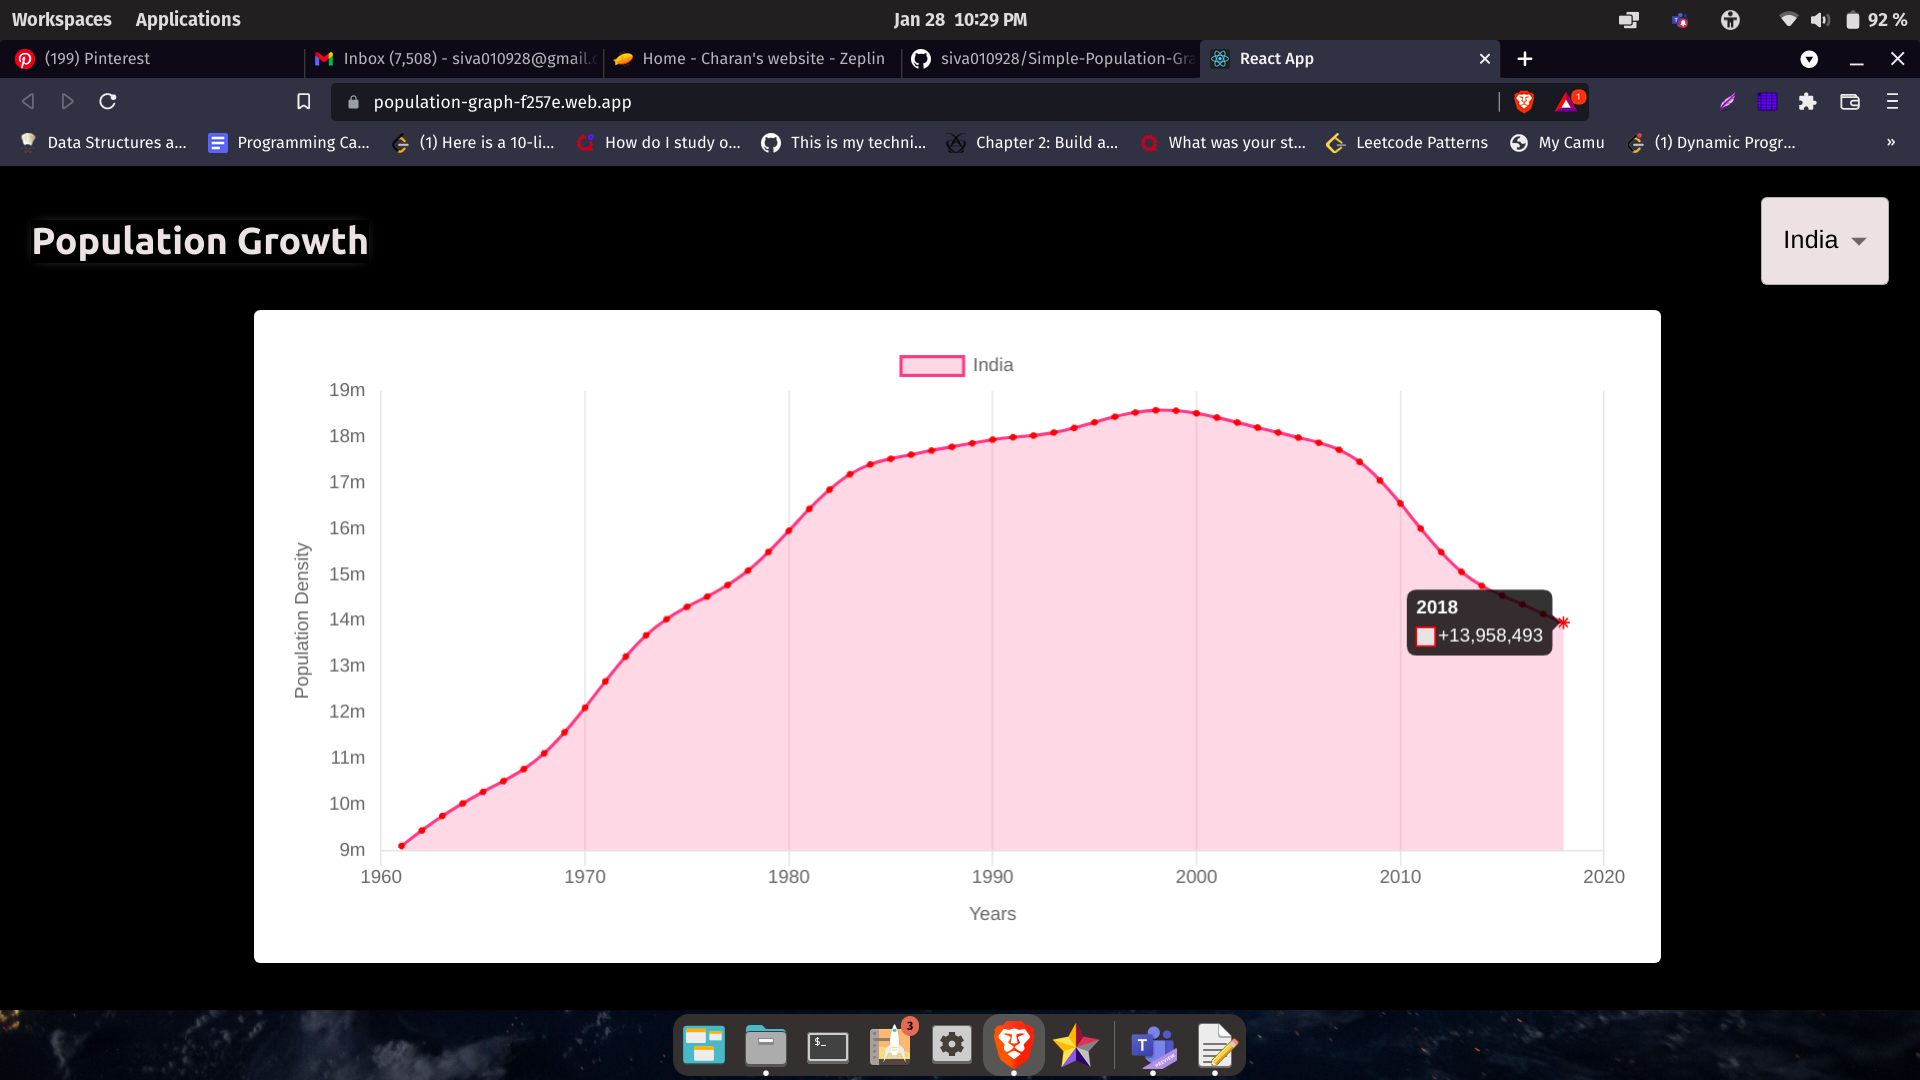 Workspaces Applications Jan 28 10:29 PM 92 %
(199) Pinterest Inbox (7,508) - siva010928@gmail.c Home - Charan's website - Zeplin siva010928/Simple-Population-Gra React App
population-graph-f257e.web.app 1
Data Structures a... Programming Ca... (1) Here is a 10-li... How do I study o... This is my techni... Chapter 2: Build a... What was your st... Leetcode Patterns My Camu (1) Dynamic Progr... »
Population Growth
India
India
19m
18m
17m
16m
15m
14m
13m
12m
11m
10m
9m
Population Density
2018
+13,958,493
1960 1970 1980 1990 2000 2010 2020
Years
$_
3
T
PREVIEW